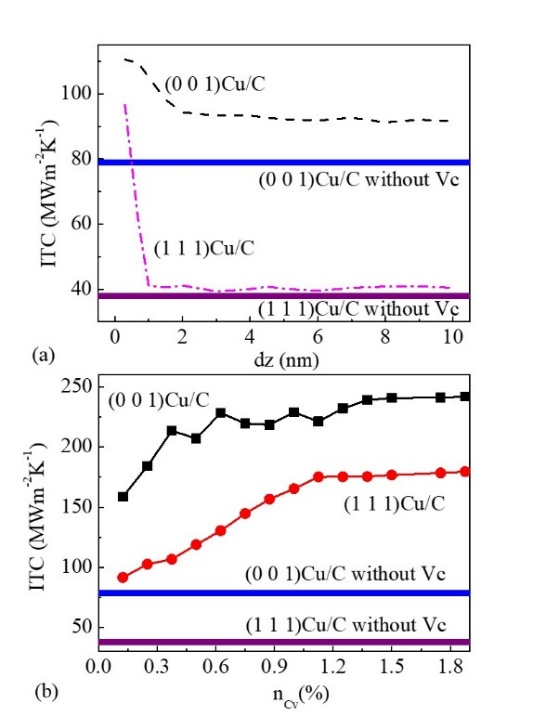 100
80
60
40
ITC (MWm⁻²K⁻¹)
(0 0 1)Cu/C
(0 0 1)Cu/C without Vc
(1 1 1)Cu/C
(1 1 1)Cu/C without Vc
0 2 4 6 8 10
dz (nm)
(a)
250
200
150
100
50
ITC (MWm⁻²K⁻¹)
(0 0 1)Cu/C
(1 1 1)Cu/C
(0 0 1)Cu/C without Vc
(1 1 1)Cu/C without Vc
0.0 0.3 0.6 0.9 1.2 1.5 1.8
n_Cv(%)
(b)